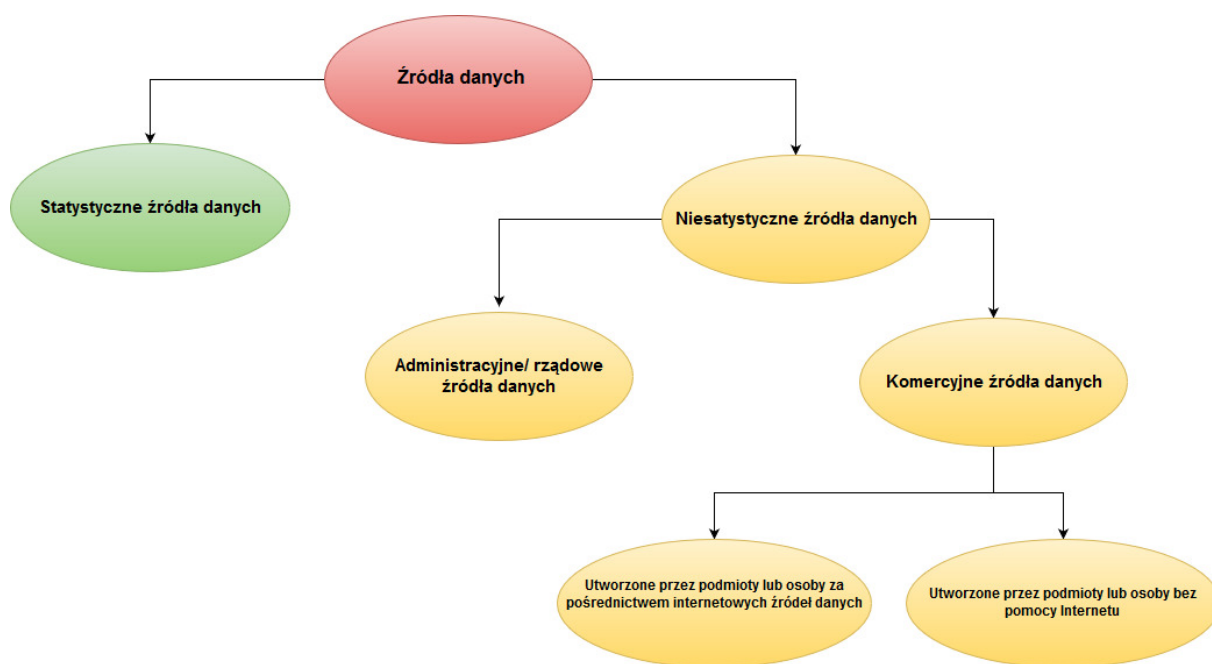 Źródła danych
Statystyczne źródła danych
Niesatystyczne źródła danych
Administracyjne/ rządowe
źródła danych
Komercyjne źródła danych
Utworzone przez podmioty lub osoby za
pośrednictwem internetowych źródeł danych
Utworzone przez podmioty lub osoby bez
pomocy Internetu